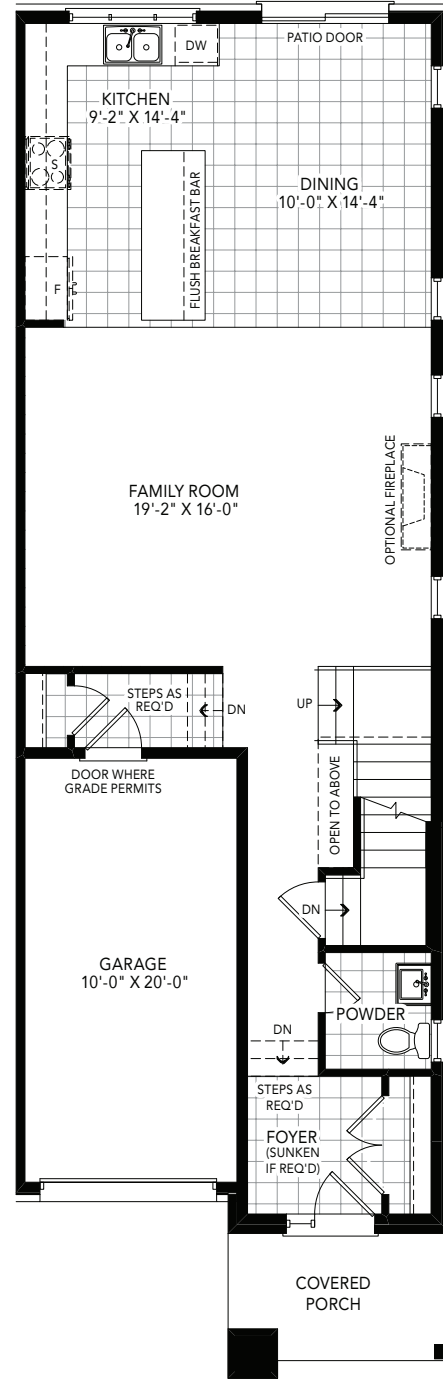 PATIO DOOR
DW
KITCHEN
9'-2" X 14'-4"
S
DINING
10'-0" X 14'-4"
FLUSH BREAKFAST BAR
F
FAMILY ROOM
19'-2" X 16'-0"
OPTIONAL FIREPLACE
STEPS AS
REQ'D
DN
UP
DOOR WHERE
GRADE PERMITS
OPEN TO ABOVE
DN
GARAGE
10'-0" X 20'-0"
POWDER
DN
STEPS AS
REQ'D
FOYER
(SUNKEN
IF REQ'D)
COVERED
PORCH